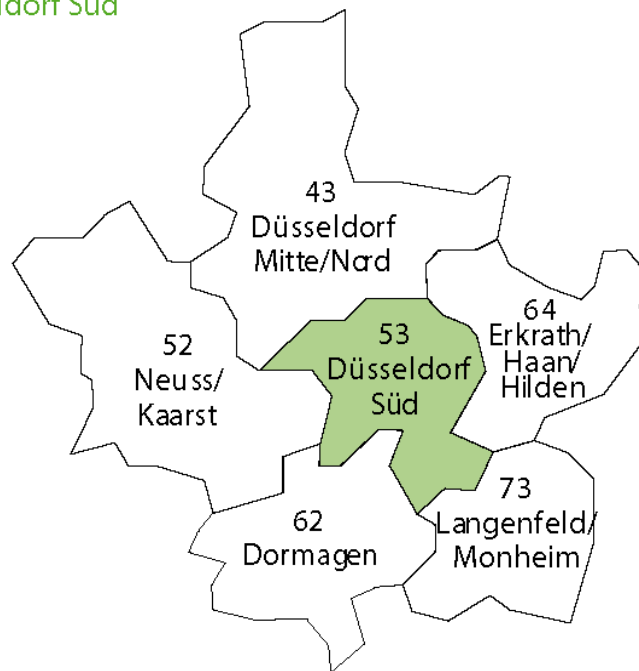 ldorf Süd
43
Düsseldorf
Mitte/Nord
64
Erkrath/
Haan/
Hilden
53
Düsseldorf
Süd
52
Neuss/
Kaarst
73
Langenfeld/
Monheim
62
Dormagen